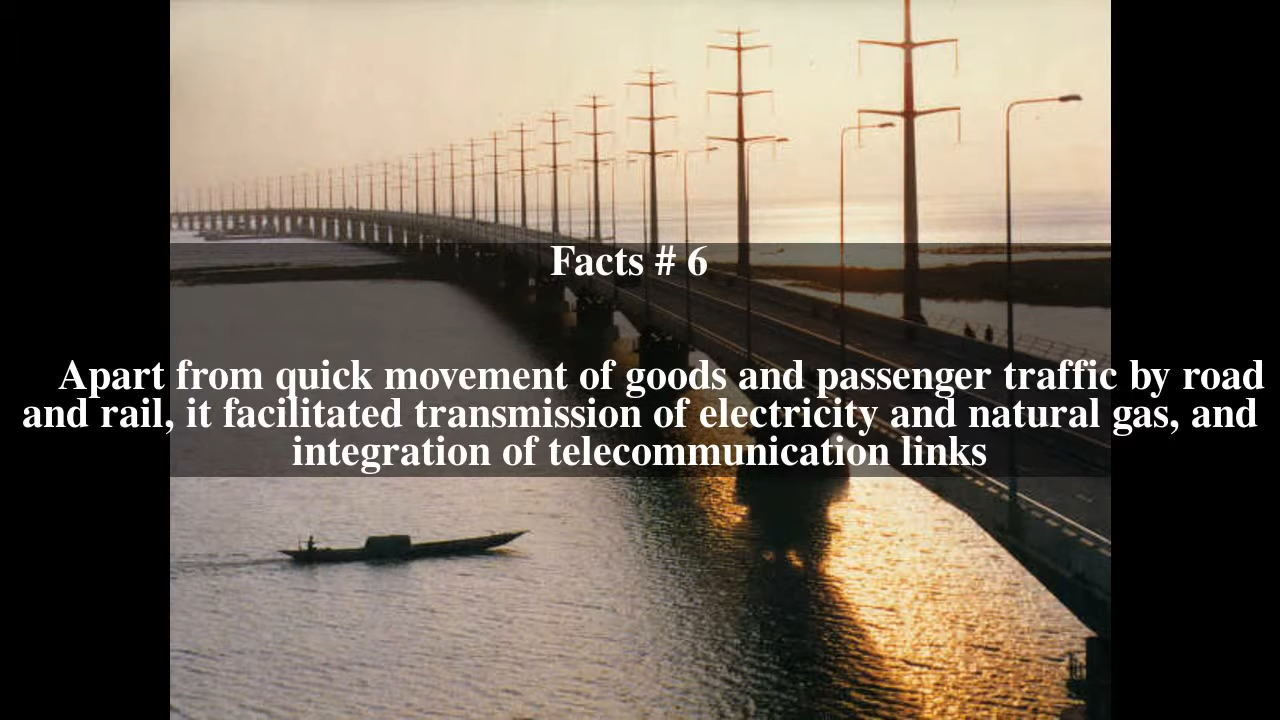 Facts # 6
Apart from quick movement of goods and passenger traffic by road
and rail, it facilitated transmission of electricity and natural gas, and
integration of telecommunication links